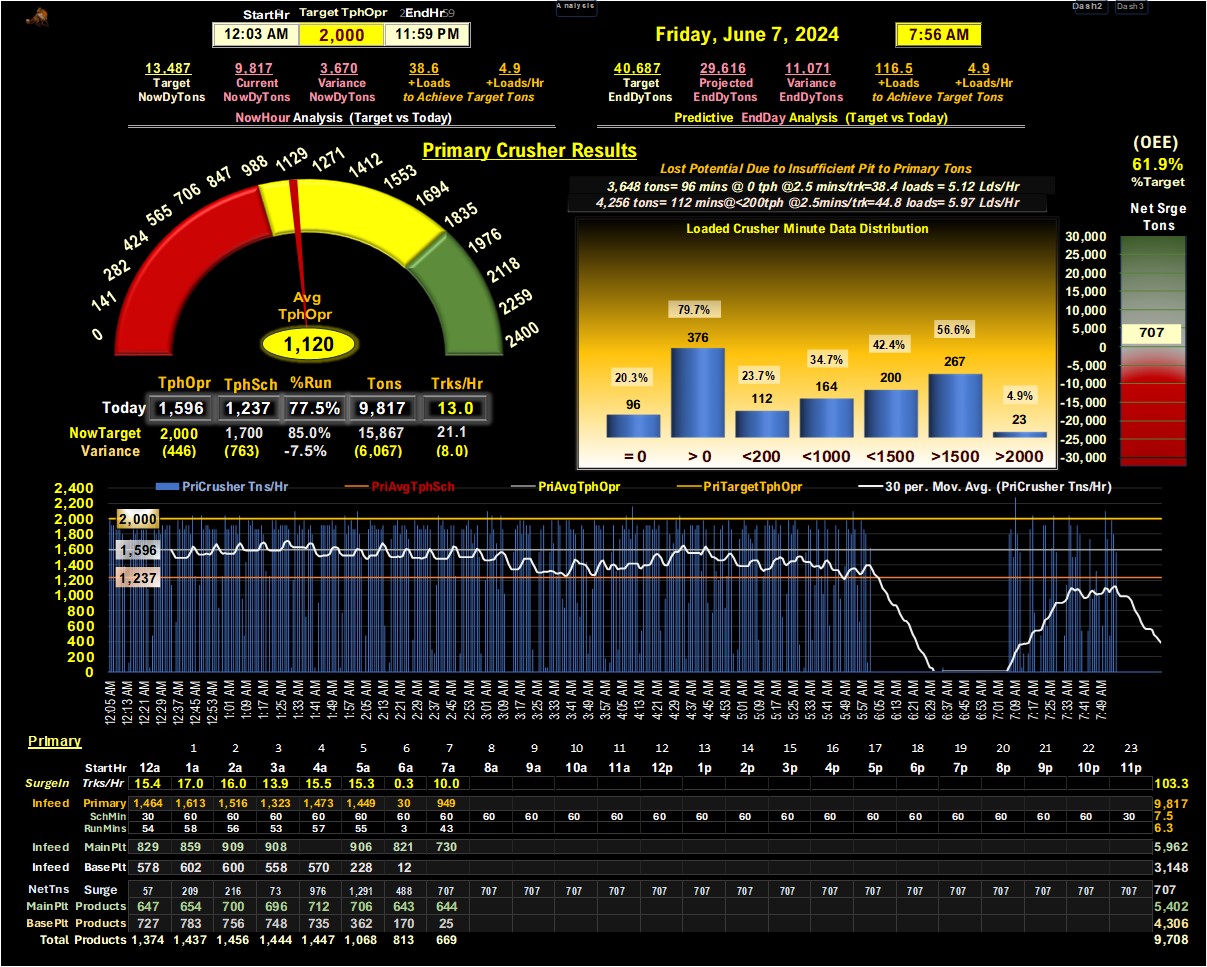 Analysis
Dash2 Dash3
StartHr Target TphOpr EndHr
12:03 AM 2,000 11:59 PM
Friday, June 7, 2024 7:56 AM
13.487 9.817 3.670 38.6 4.9
Target Current Variance +Loads +Loads/Hr
NowDyTons NowDyTons NowDyTons to Achieve Target Tons
NowHour Analysis (Target vs Today)
40.687 29.616 11.071 116.5 4.9
Target Projected Variance +Loads +Loads/Hr
EndDyTons EndDyTons EndDyTons to Achieve Target Tons
Predictive EndDay Analysis (Target vs Today)
Primary Crusher Results
0 141 282 424 565 706 847 988 1129 1271 1412 1553 1694 1835 1976 2118 2259 2400
Avg
TphOpr
1,120
Lost Potential Due to Insufficient Pit to Primary Tons
3,648 tons= 96 mins @ 0 tph @2.5 mins/trk=38.4 loads = 5.12 Lds/Hr
4,256 tons= 112 mins@<200tph @2.5mins/trk=44.8 loads= 5.97 Lds/Hr
(OEE)
61.9%
%Target
Net Srge
Tons
30,000
25,000
20,000
15,000
10,000
5,000
0
-5,000
-10,000
-15,000
-20,000
-25,000
-30,000
707
Loaded Crusher Minute Data Distribution
20.3% 79.7% 23.7% 34.7% 42.4% 56.6% 4.9%
96 376 112 164 200 267 23
= 0 > 0 <200 <1000 <1500 >1500 >2000
TphOpr TphSch %Run Tons Trks/Hr
Today 1,596 1,237 77.5% 9,817 13.0
NowTarget 2,000 1,700 85.0% 15,867 21.1
Variance (446) (763) -7.5% (6,067) (8.0)
PriCrusher Tns/Hr PriAvgTphSch PriAvgTphOpr PriTargetTphOpr 30 per. Mov. Avg. (PriCrusher Tns/Hr)
2,400
2,200
2,000
1,800
1,600
1,400
1,200
1,000
800
600
400
200
0
2,000
1,596
1,237
12:05 AM 12:13 AM 12:21 AM 12:29 AM 12:37 AM 12:45 AM 12:53 AM 1:01 AM 1:09 AM 1:17 AM 1:25 AM 1:33 AM 1:41 AM 1:49 AM 1:57 AM 2:05 AM 2:13 AM 2:21 AM 2:29 AM 2:37 AM 2:45 AM 2:53 AM 3:01 AM 3:09 AM 3:17 AM 3:25 AM 3:33 AM 3:41 AM 3:49 AM 3:57 AM 4:05 AM 4:13 AM 4:21 AM 4:29 AM 4:37 AM 4:45 AM 4:53 AM 5:01 AM 5:09 AM 5:17 AM 5:25 AM 5:33 AM 5:41 AM 5:49 AM 5:57 AM 6:05 AM 6:13 AM 6:21 AM 6:29 AM 6:37 AM 6:45 AM 6:53 AM 7:01 AM 7:09 AM 7:17 AM 7:25 AM 7:33 AM 7:41 AM 7:49 AM
Primary
1 2 3 4 5 6 7 8 9 10 11 12 13 14 15 16 17 18 19 20 21 22 23
StartHr 12a 1a 2a 3a 4a 5a 6a 7a 8a 9a 10a 11a 12p 1p 2p 3p 4p 5p 6p 7p 8p 9p 10p 11p
SurgeIn Trks/Hr 15.4 17.0 16.0 13.9 15.5 15.3 0.3 10.0 103.3
Infeed Primary 1,464 1,613 1,516 1,323 1,473 1,449 30 949 9,817
SchMin 30 60 60 60 60 60 60 60 60 60 60 60 60 60 60 60 60 60 60 60 60 60 60 30 7.5
RunMins 54 58 56 53 57 55 3 43 6.3
Infeed MainPlt 829 859 909 908 906 821 730 5,962
Infeed BasePlt 578 602 600 558 570 228 12 3,148
NetTns Surge 57 209 216 73 976 1,291 488 707 707 707 707 707 707 707 707 707 707 707 707 707 707 707 707 707 707
MainPlt Products 647 654 700 696 712 706 643 644 5,402
BasePlt Products 727 783 756 748 735 362 170 25 4,306
Total Products 1,374 1,437 1,456 1,444 1,447 1,068 813 669 9,708